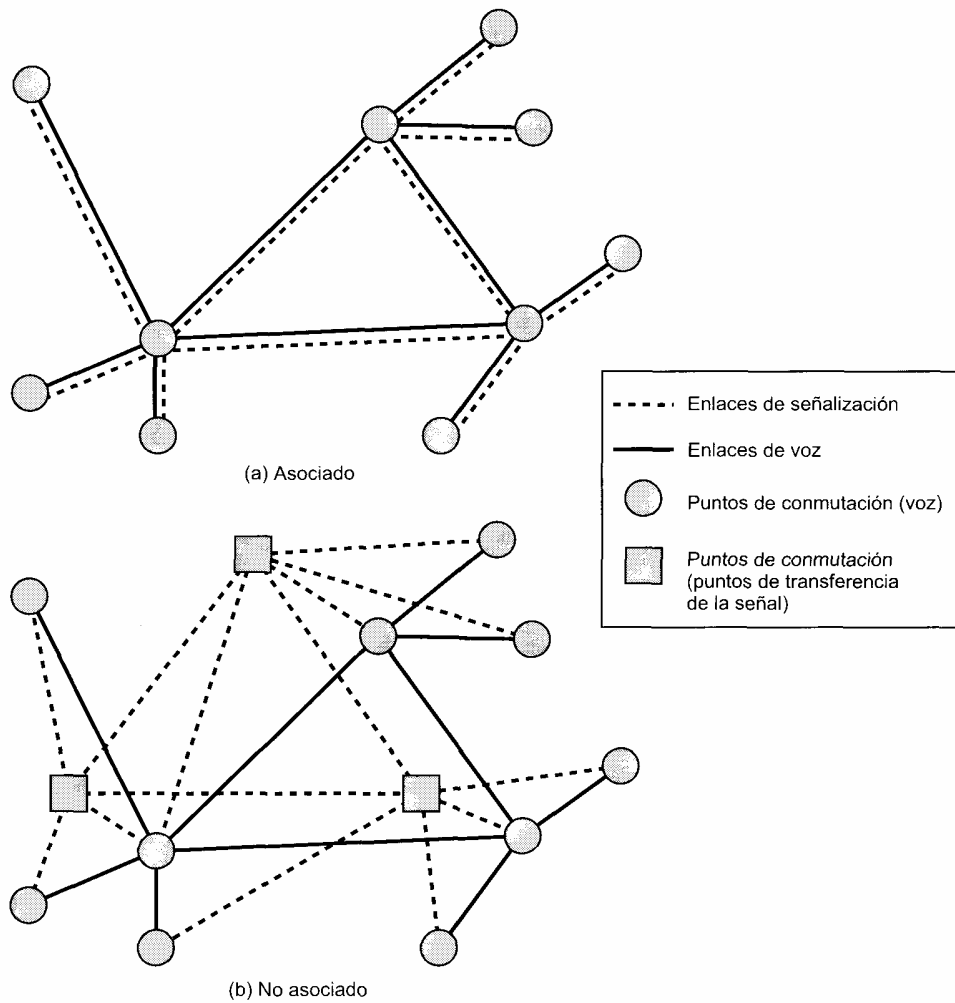 (a) Asociado
Enlaces de señalización
Enlaces de voz
Puntos de conmutación (voz)
Puntos de conmutación
(puntos de transferencia
de la señal)
(b) No asociado